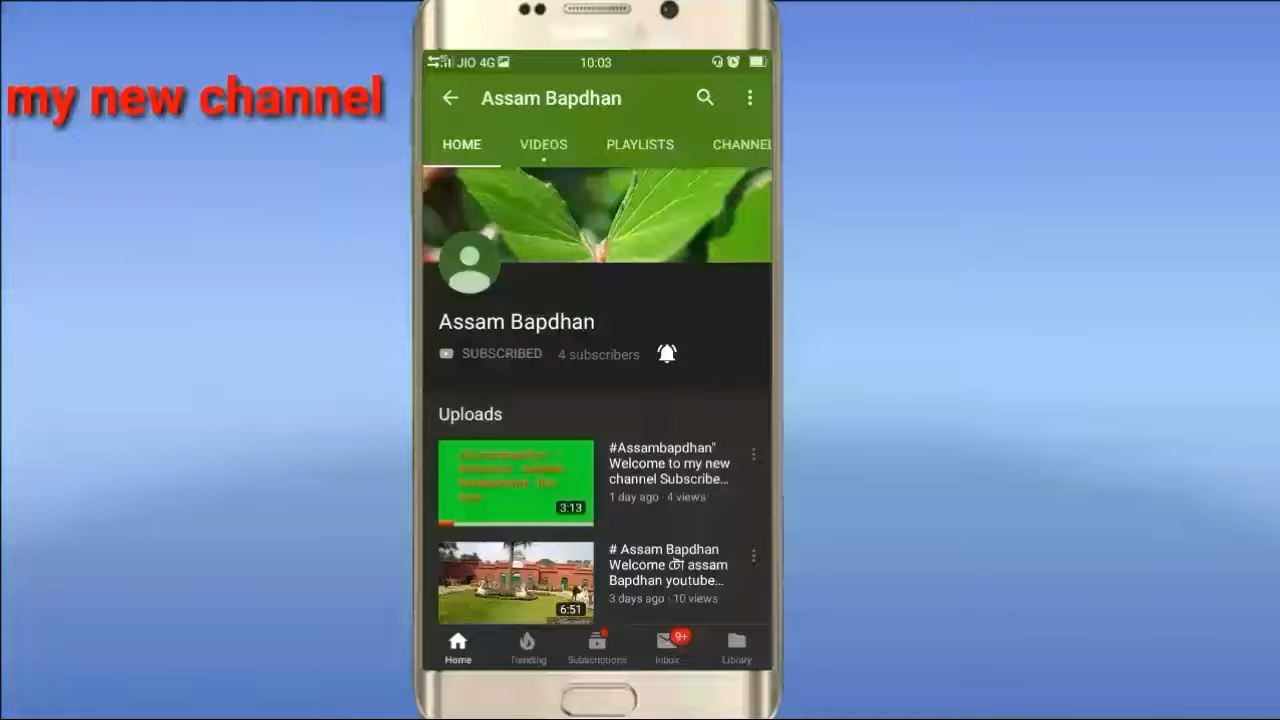 my new channel
JIO 4G
10:03
Assam Bapdhan
HOME VIDEOS PLAYLISTS CHANNEL
Assam Bapdhan
SUBSCRIBED 4 subscribers
Uploads
#Assambapdhan"
Welcome to my new
channel Subscribe...
1 day ago · 4 views
3:13
# Assam Bapdhan
Welcome টো assam
Bapdhan youtube...
3 days ago · 10 views
6:51
9+
Home Trending Subscriptions Inbox Library